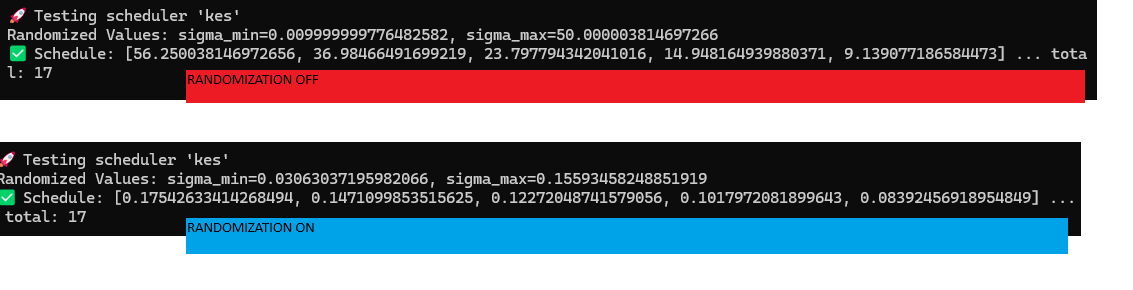 🚀 Testing scheduler 'kes'
Randomized Values: sigma_min=0.009999999776482582, sigma_max=50.000003814697266
✅ Schedule: [56.250038146972656, 36.98466491699219, 23.797794342041016, 14.948164939880371, 9.139077186584473] ... tota
l: 17
RANDOMIZATION OFF
🚀 Testing scheduler 'kes'
Randomized Values: sigma_min=0.03063037195982066, sigma_max=0.15593458248851919
✅ Schedule: [0.17542633414268494, 0.1471099853515625, 0.12272048741579056, 0.1017972081899643, 0.08392456918954849] ...
total: 17
RANDOMIZATION ON